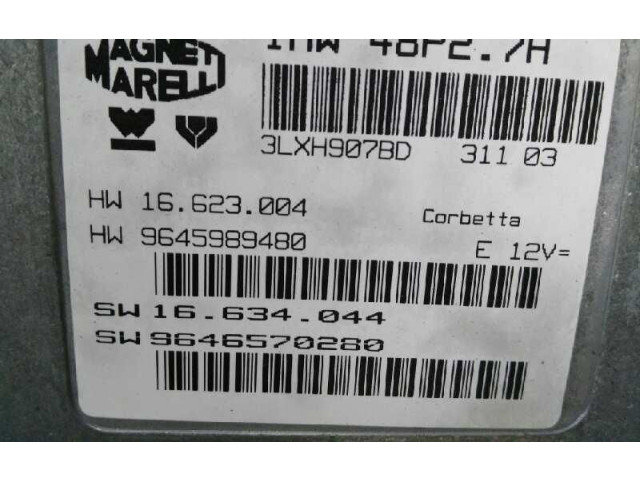 MAGNETI
MARELLI
IAW 48P2.7H
3LXH907BD 311 03
HW 16.623.004
Corbetta
HW 9645989480
E 12V=
SW 16.634.044
SW 9646570280